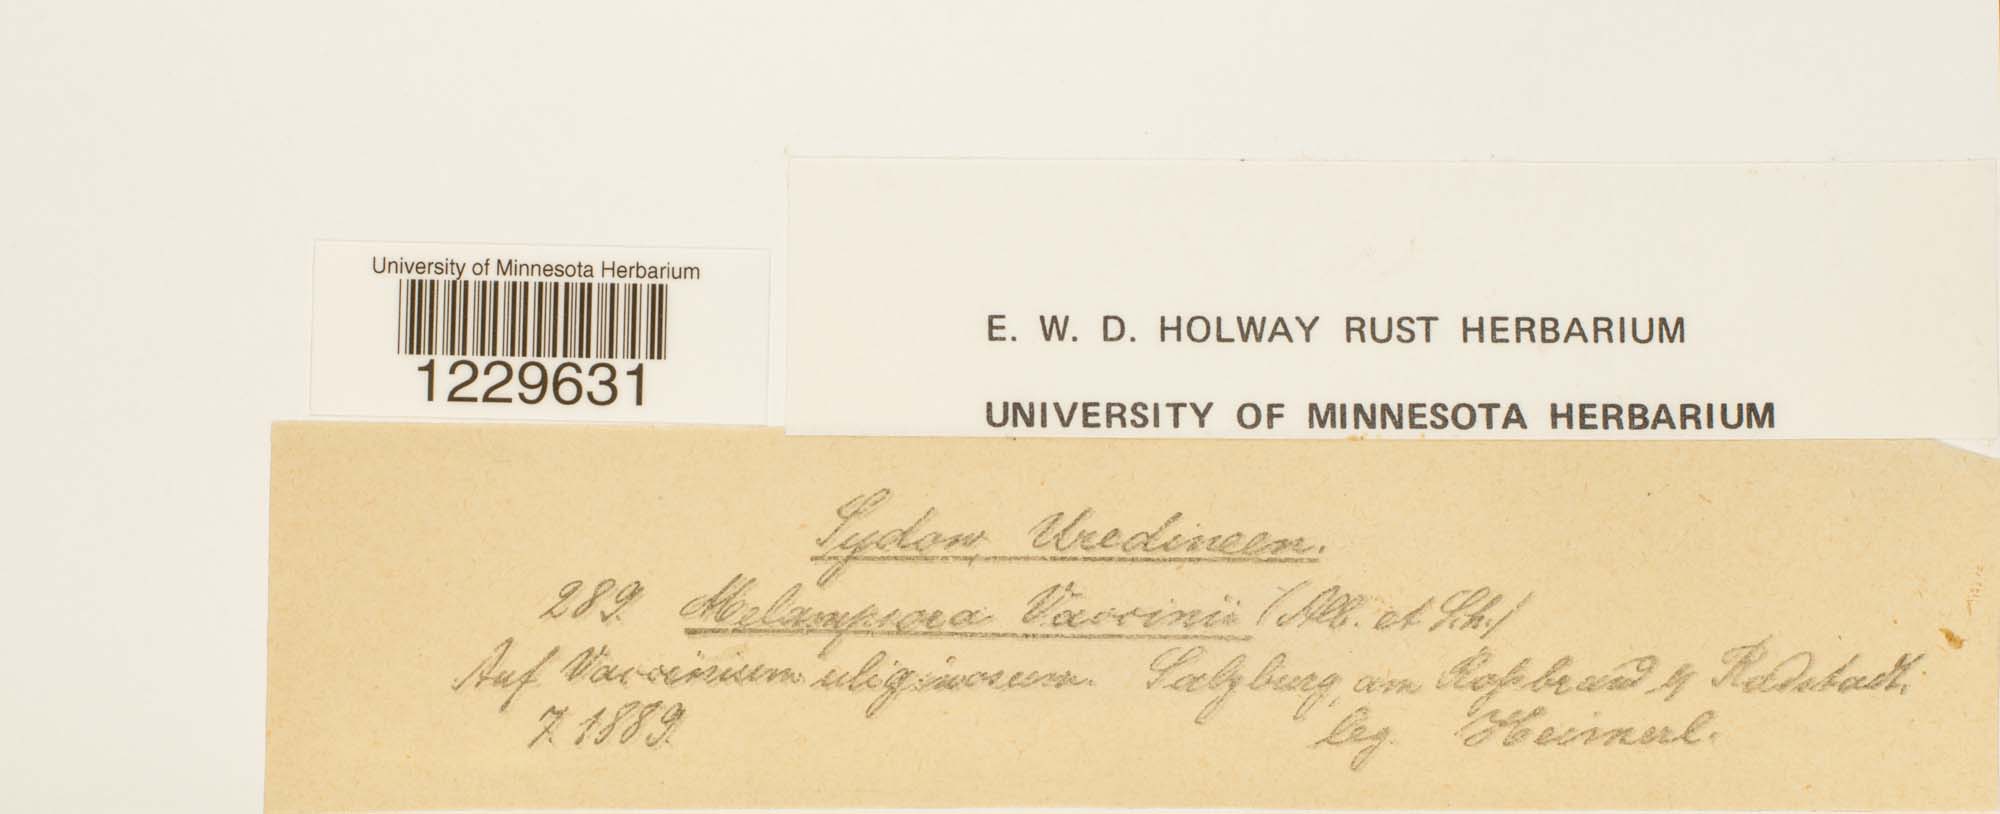 University of Minnesota Herbarium
1229631
E. W. D. HOLWAY RUST HERBARIUM
UNIVERSITY OF MINNESOTA HERBARIUM
Sydow, Uredineen.
289. Melampsora Vaccinii (Alb. et Sch.)
Auf Vaccinium uliginosum. Salzburg, am Roßbrand Radstadt.
7. 1889. leg. Heimerl.